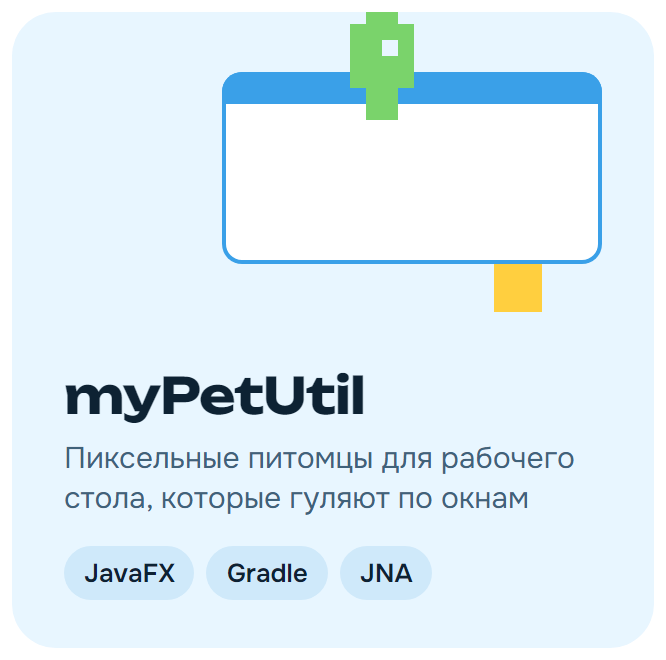 myPetUtil
Пиксельные питомцы для рабочего
стола, которые гуляют по окнам
JavaFX Gradle JNA